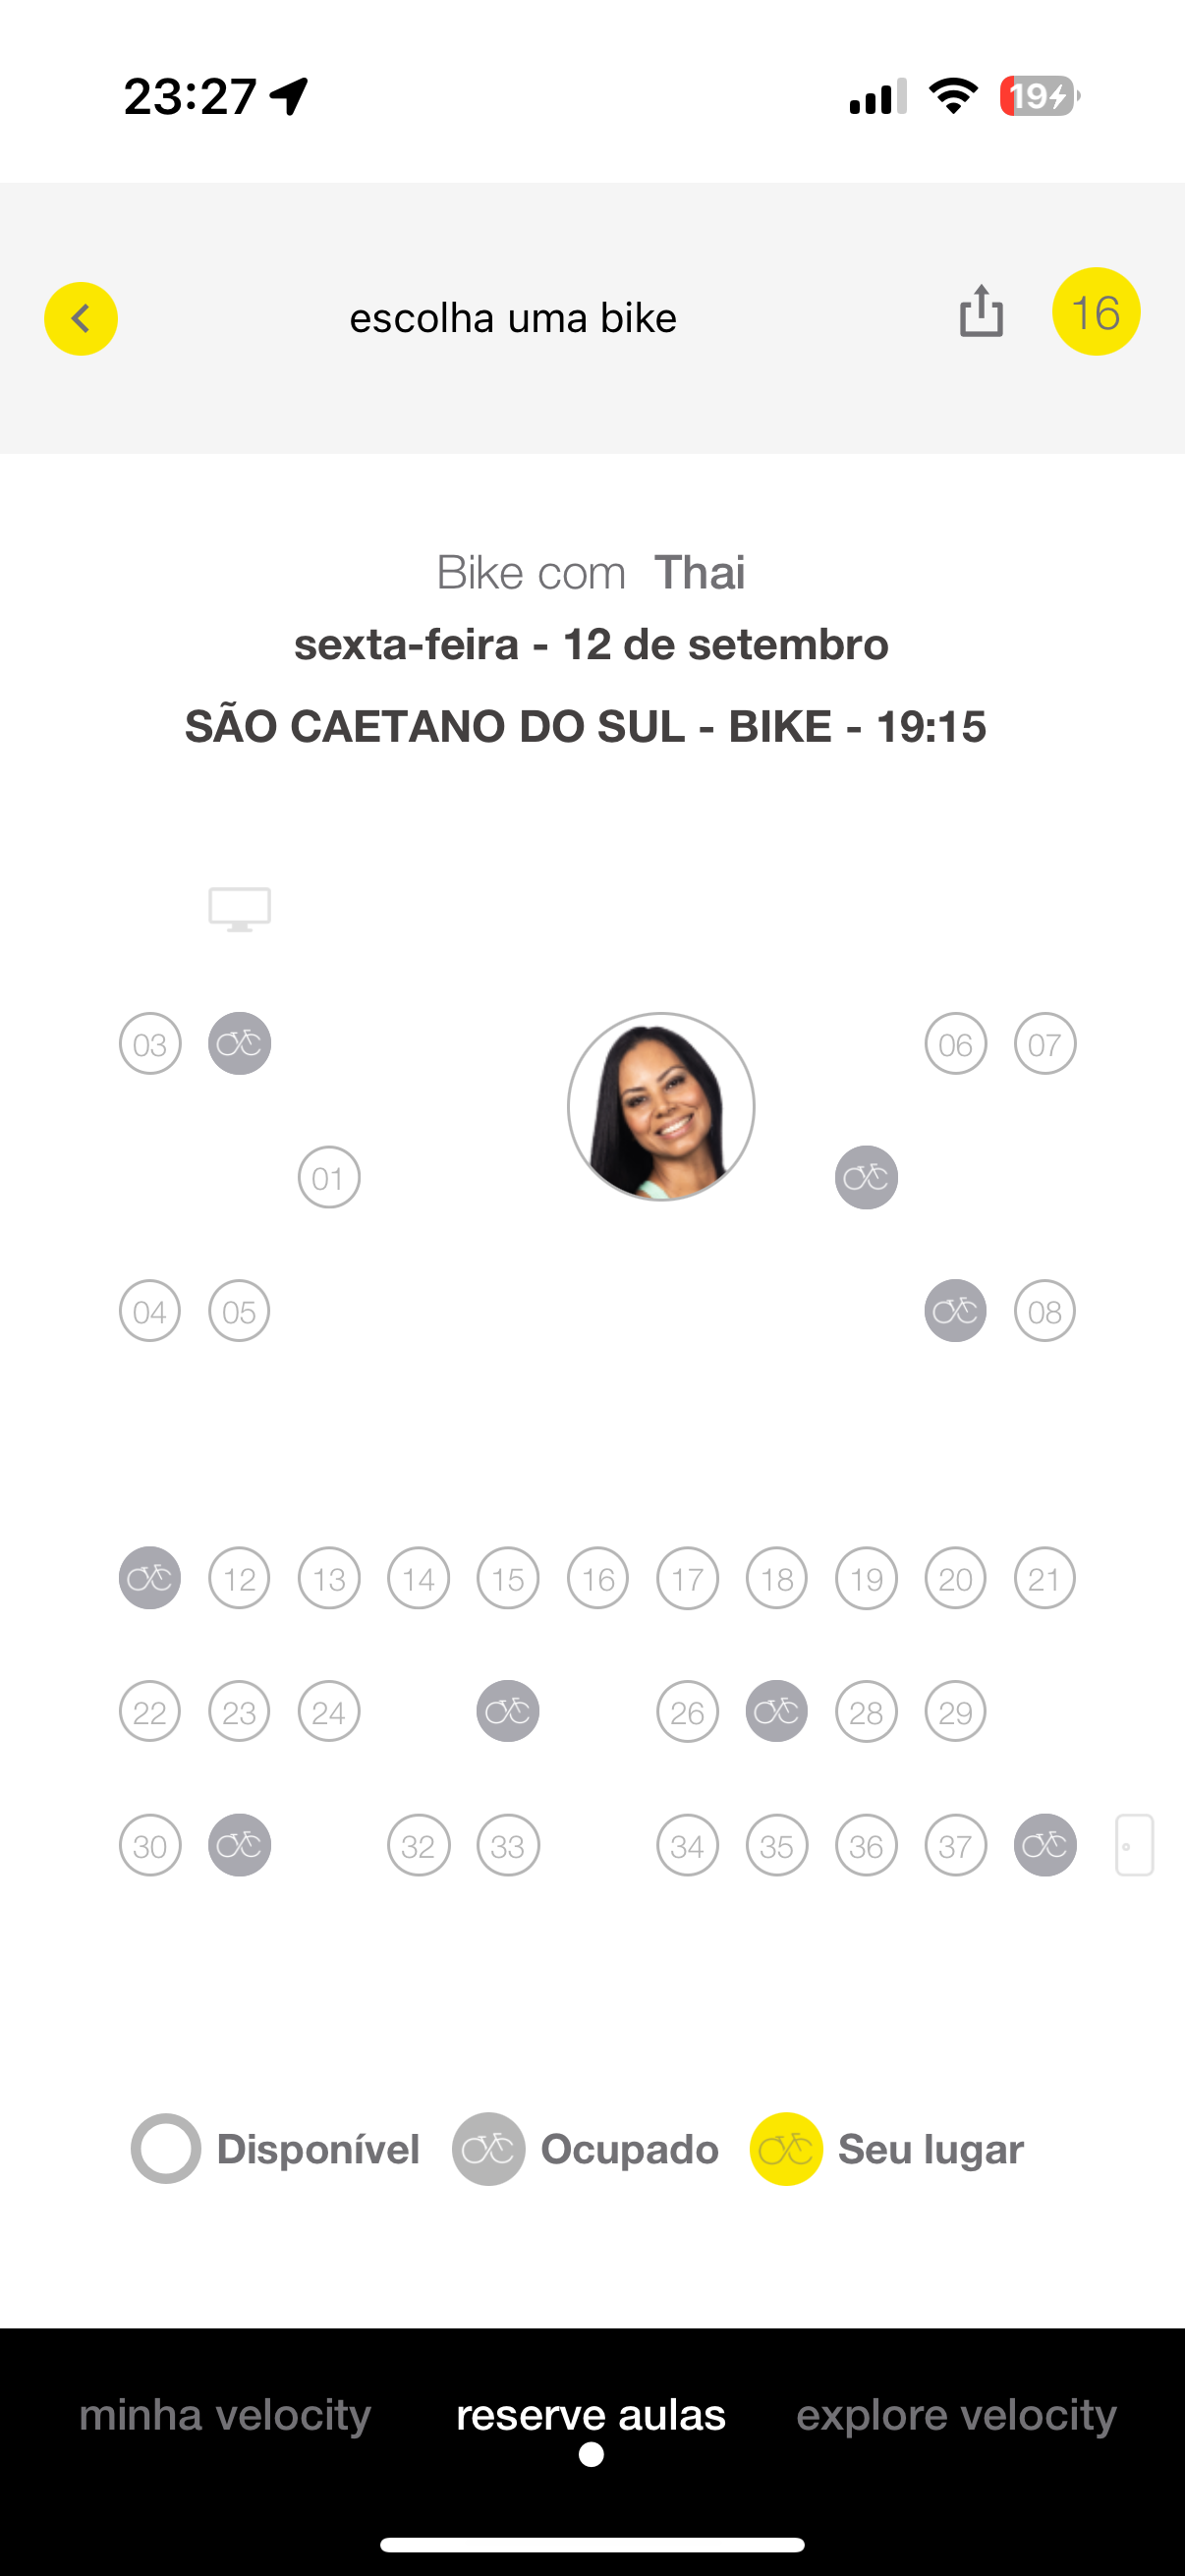 23:27
19
escolha uma bike
16
Bike com Thai
sexta-feira - 12 de setembro
SÃO CAETANO DO SUL - BIKE - 19:15
03 06 07
01
04 05 08
12 13 14 15 16 17 18 19 20 21
22 23 24 26 28 29
30 32 33 34 35 36 37
Disponível Ocupado Seu lugar
minha velocity reserve aulas explore velocity